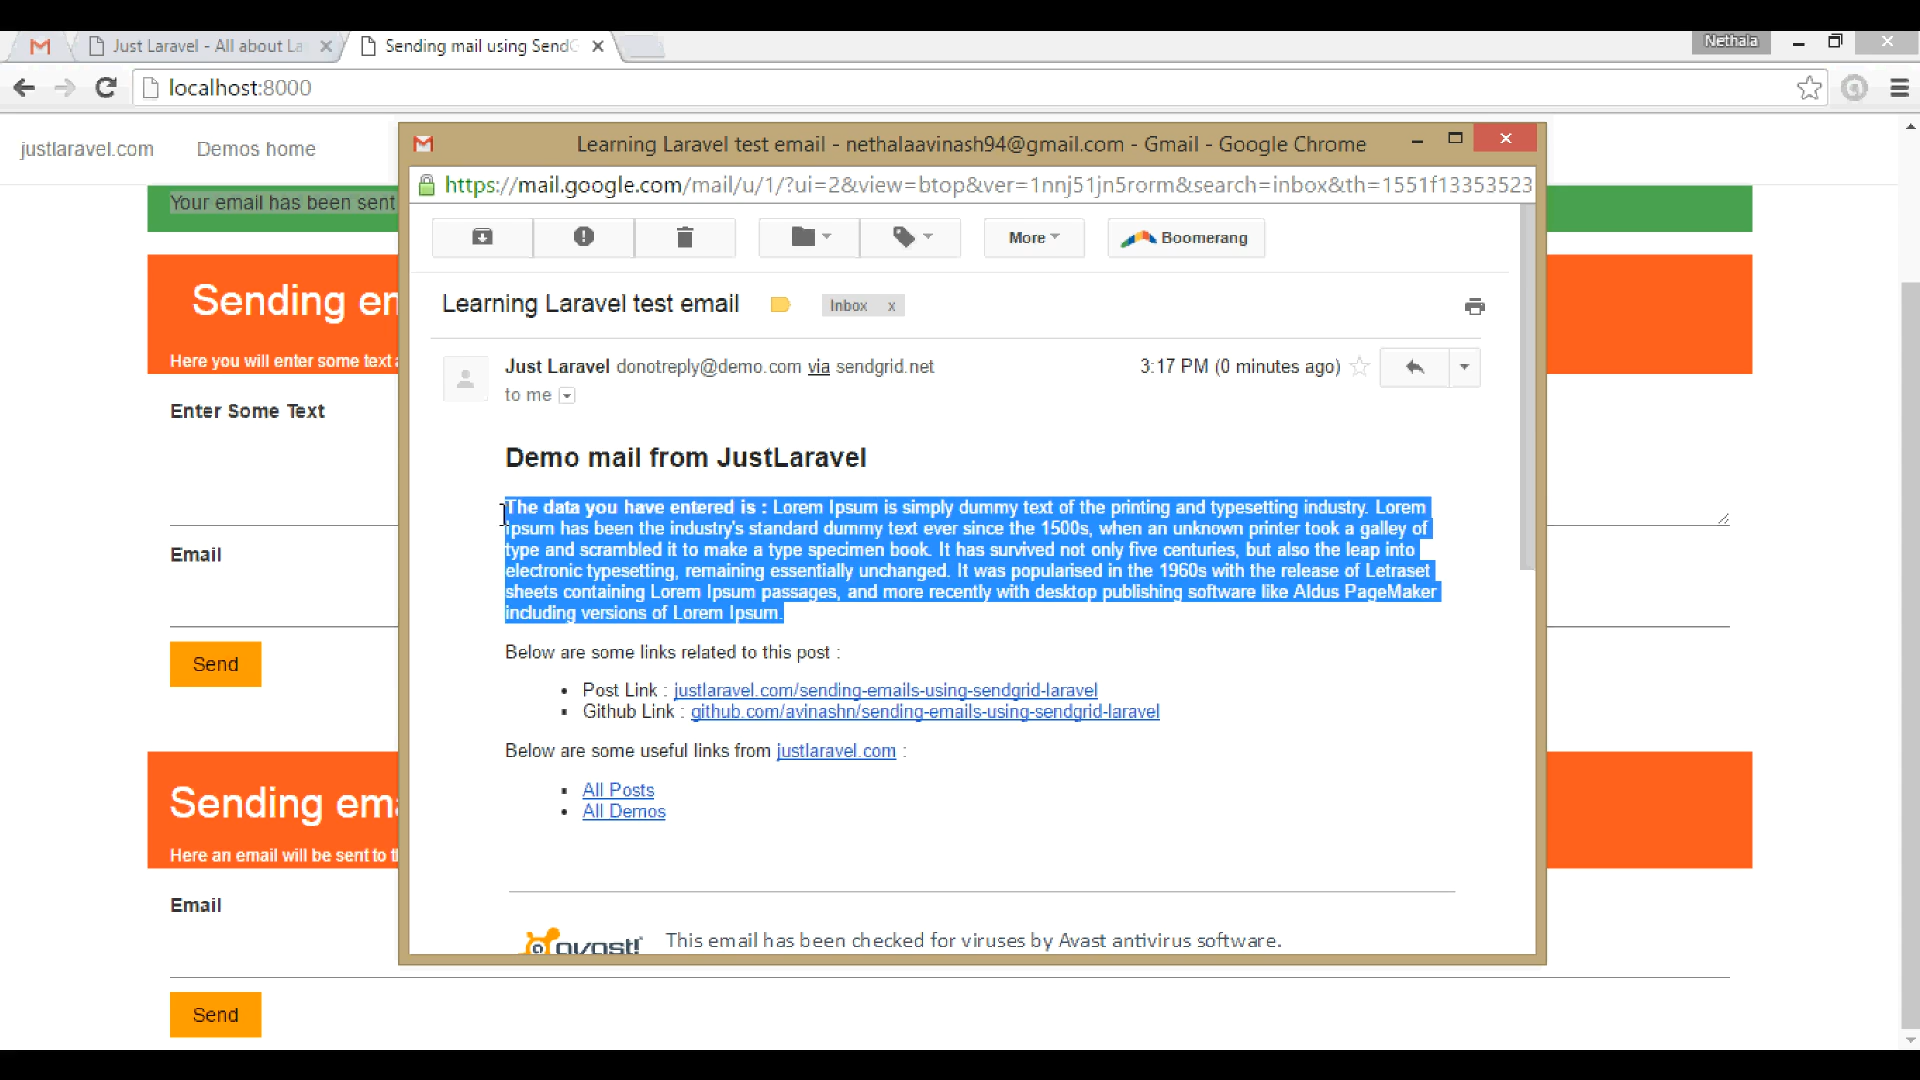 Just Laravel - All about La
Sending mail using SendG
Nethala
localhost:8000
justlaravel.com
Demos home
Your email has been sent
Sending en
Here you will enter some text a
Enter Some Text
Email
Send
Sending ema
Here an email will be sent to th
Email
Send
Learning Laravel test email - nethalaavinash94@gmail.com - Gmail - Google Chrome
https://mail.google.com/mail/u/1/?ui=2&view=btop&ver=1nnj51jn5rorm&search=inbox&th=1551f13353523
More
Boomerang
Learning Laravel test email
Inbox x
Just Laravel donotreply@demo.com via sendgrid.net
3:17 PM (0 minutes ago)
to me
Demo mail from JustLaravel
The data you have entered is : Lorem Ipsum is simply dummy text of the printing and typesetting industry. Lorem
Ipsum has been the industry's standard dummy text ever since the 1500s, when an unknown printer took a galley of
type and scrambled it to make a type specimen book. It has survived not only five centuries, but also the leap into
electronic typesetting, remaining essentially unchanged. It was popularised in the 1960s with the release of Letraset
sheets containing Lorem Ipsum passages, and more recently with desktop publishing software like Aldus PageMaker
including versions of Lorem Ipsum.
Below are some links related to this post :
• Post Link : justlaravel.com/sending-emails-using-sendgrid-laravel
• Github Link : github.com/avinashn/sending-emails-using-sendgrid-laravel
Below are some useful links from justlaravel.com :
• All Posts
• All Demos
avast!
This email has been checked for viruses by Avast antivirus software.